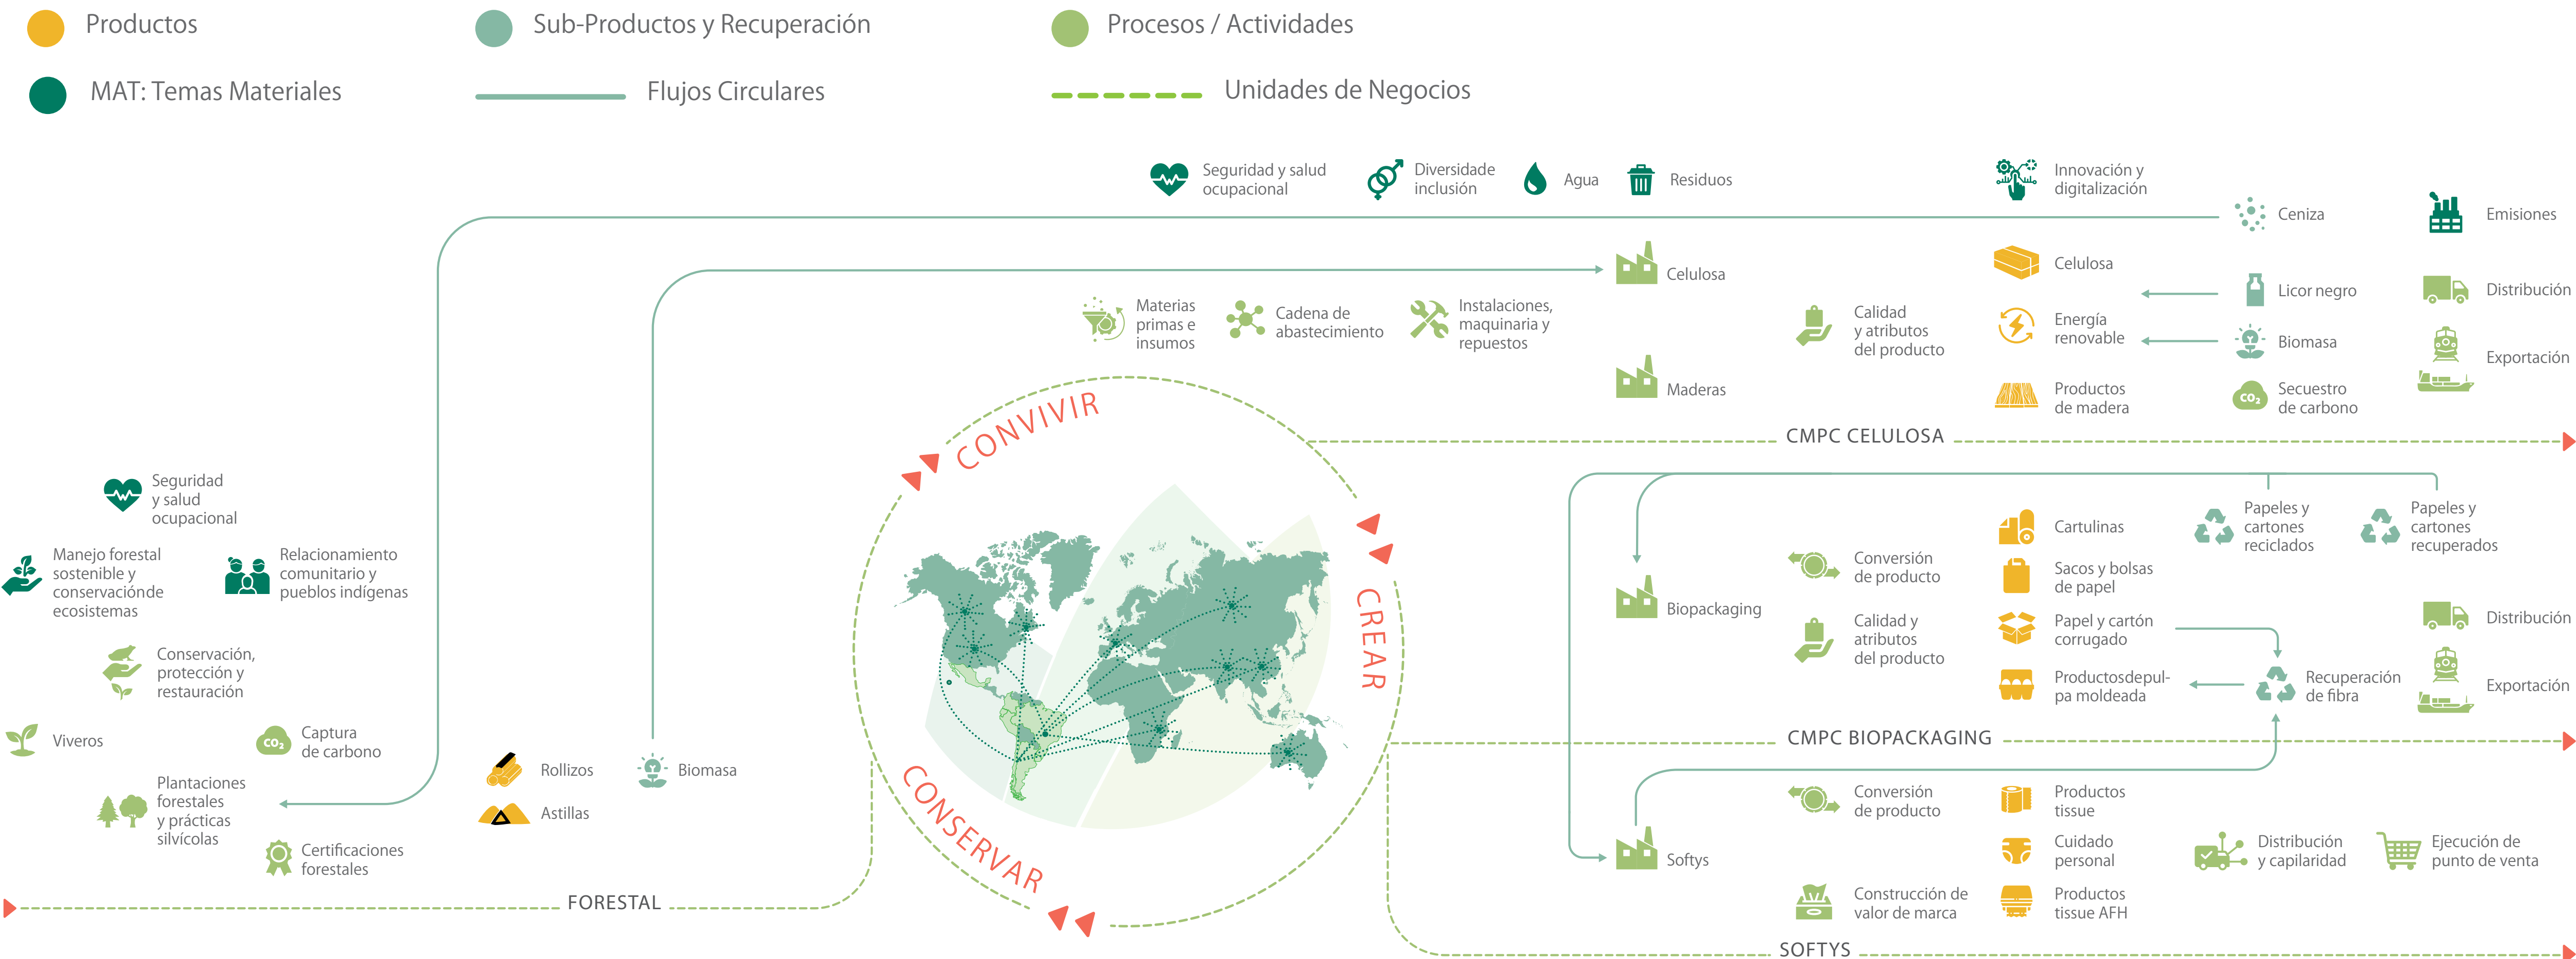 Productos
Sub-Productos y Recuperación
Procesos / Actividades
MAT: Temas Materiales
Flujos Circulares
Unidades de Negocios
Seguridad y salud
ocupacional
Diversidade
inclusión
Agua
Residuos
Innovación y
digitalización
Ceniza
Emisiones
Celulosa
Celulosa
Licor negro
Distribución
Materias
primas e
insumos
Cadena de
abastecimiento
Instalaciones,
maquinaria y
repuestos
Calidad
y atributos
del producto
Energía
renovable
Biomasa
Exportación
Maderas
Productos
de madera
CO₂
Secuestro
de carbono
CMPC CELULOSA
CONVIVIR
CREAR
CONSERVAR
Seguridad
y salud
ocupacional
Manejo forestal
sostenible y
conservaciónde
ecosistemas
Relacionamiento
comunitario y
pueblos indígenas
Conservación,
protección y
restauración
Viveros
CO₂
Captura
de carbono
Plantaciones
forestales
y prácticas
silvícolas
Certificaciones
forestales
Rollizos
Astillas
Biomasa
FORESTAL
Biopackaging
Conversión
de producto
Calidad y
atributos
del producto
Cartulinas
Sacos y bolsas
de papel
Papel y cartón
corrugado
Productosdepul-
pa moldeada
Papeles y
cartones
reciclados
Papeles y
cartones
recuperados
Recuperación
de fibra
Distribución
Exportación
CMPC BIOPACKAGING
Softys
Conversión
de producto
Construcción de
valor de marca
Productos
tissue
Cuidado
personal
Productos
tissue AFH
Distribución
y capilaridad
Ejecución de
punto de venta
SOFTYS